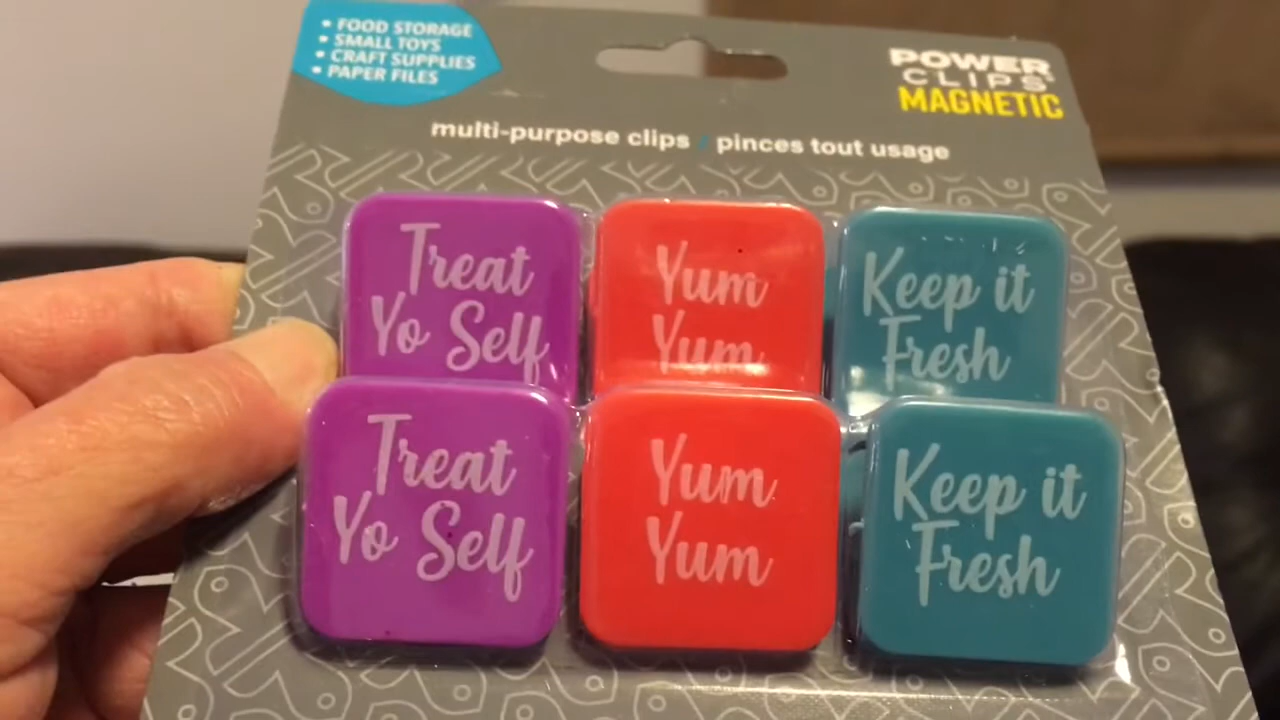 • FOOD STORAGE
• SMALL TOYS
• CRAFT SUPPLIES
• PAPER FILES
POWER
CLIPS
MAGNETIC
multi-purpose clips / pinces tout usage
Treat
Yo Self
Yum
Yum
Keep it
Fresh
Treat
Yo Self
Yum
Yum
Keep it
Fresh